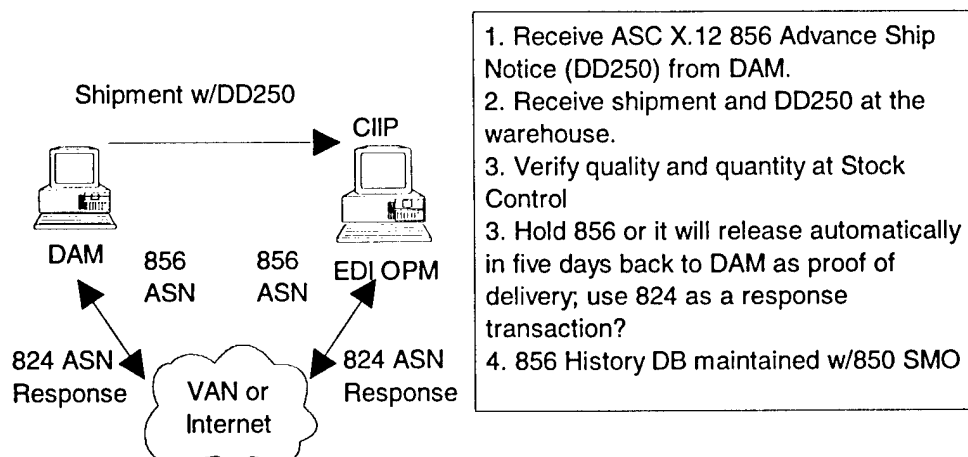 Shipment w/DD250
CIIP
DAM
EDI OPM
856
ASN
856
ASN
824 ASN
Response
VAN or
Internet
824 ASN
Response
1. Receive ASC X.12 856 Advance Ship
Notice (DD250) from DAM.
2. Receive shipment and DD250 at the
warehouse.
3. Verify quality and quantity at Stock
Control
3. Hold 856 or it will release automatically
in five days back to DAM as proof of
delivery; use 824 as a response
transaction?
4. 856 History DB maintained w/850 SMO